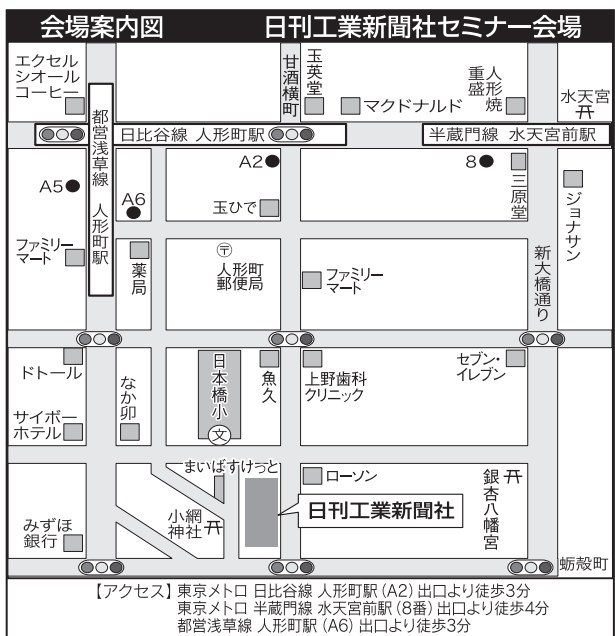 会場案内図　日刊工業新聞社セミナー会場
エクセル
シオール
コーヒー
都営浅草線 人形町駅
甘酒横町
玉英堂
マクドナルド
人形焼
重盛
水天宮
日比谷線 人形町駅
半蔵門線 水天宮前駅
A5
A6
A2
8
三原堂
ジョナサン
玉ひで
ファミリー
マート
薬局
〒
人形町
郵便局
ファミリー
マート
新大橋通り
ドトール
なか卯
日本橋小
文
魚久
上野歯科
クリニック
セブン・
イレブン
サイボー
ホテル
まいばすけっと
ローソン
銀杏八幡宮
日刊工業新聞社
小網
神社
みずほ
銀行
蛎殻町
【アクセス】東京メトロ 日比谷線 人形町駅（A2）出口より徒歩3分
東京メトロ 半蔵門線 水天宮前駅（8番）出口より徒歩4分
都営浅草線 人形町駅（A6）出口より徒歩3分